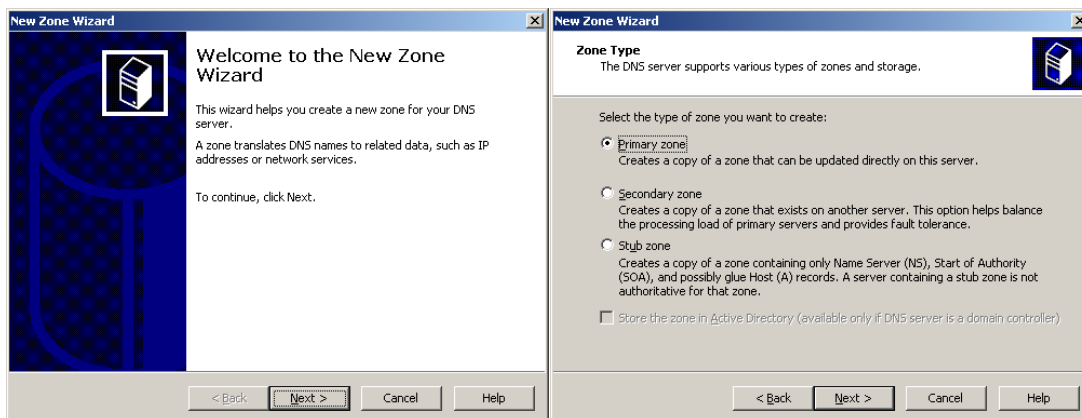 New Zone Wizard
Welcome to the New Zone
Wizard
This wizard helps you create a new zone for your DNS
server.
A zone translates DNS names to related data, such as IP
addresses or network services.
To continue, click Next.
< Back
Next >
Cancel
Help
New Zone Wizard
Zone Type
The DNS server supports various types of zones and storage.
Select the type of zone you want to create:
Primary zone
Creates a copy of a zone that can be updated directly on this server.
Secondary zone
Creates a copy of a zone that exists on another server. This option helps balance
the processing load of primary servers and provides fault tolerance.
Stub zone
Creates a copy of a zone containing only Name Server (NS), Start of Authority
(SOA), and possibly glue Host (A) records. A server containing a stub zone is not
authoritative for that zone.
Store the zone in Active Directory (available only if DNS server is a domain controller)
< Back
Next >
Cancel
Help